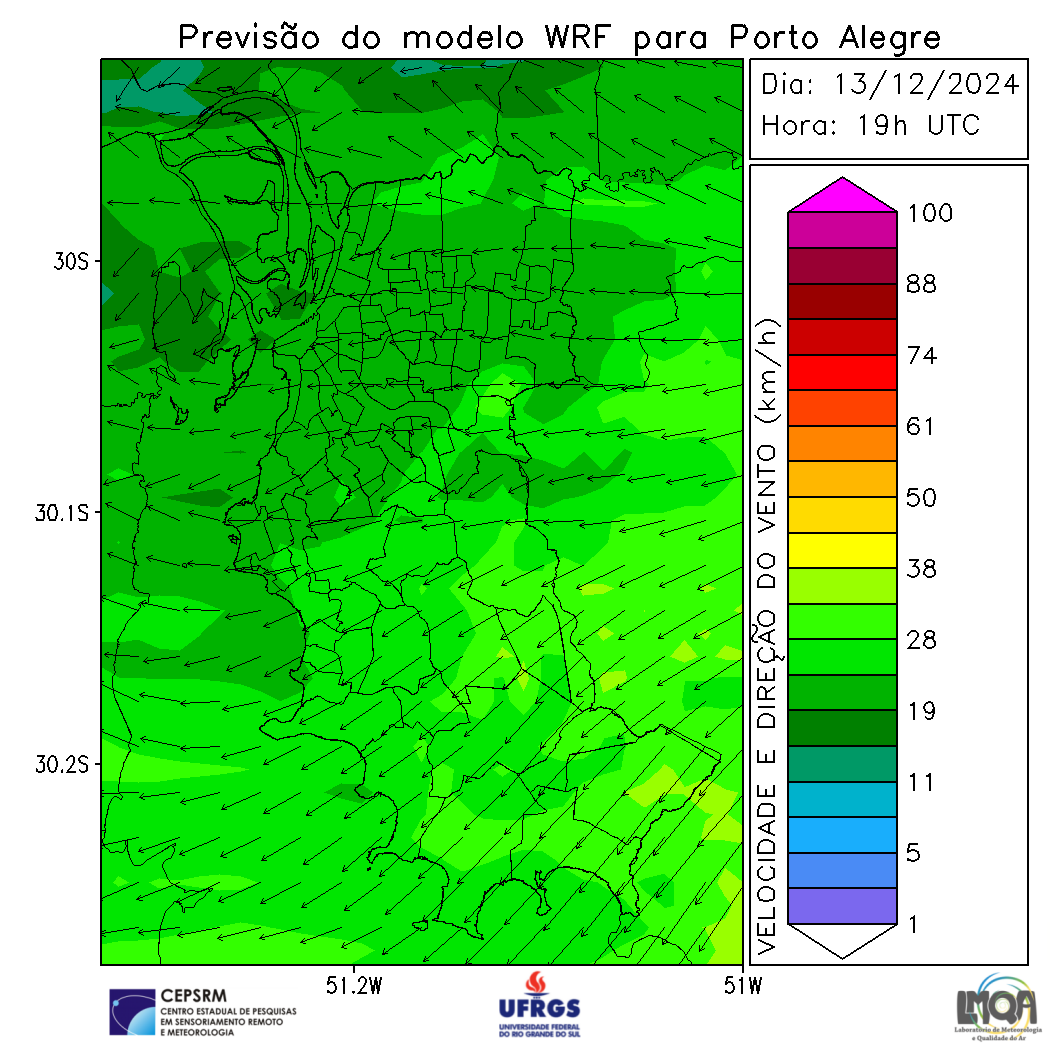 Previsão do modelo WRF para Porto Alegre
Dia: 13/12/2024
Hora: 19h UTC
30S
30.1S
30.2S
51.2W
51W
VELOCIDADE E DIREÇÃO DO VENTO (km/h)
100
88
74
61
50
38
28
19
11
5
1
CEPSRM
CENTRO ESTADUAL DE PESQUISAS
EM SENSORIAMENTO REMOTO
E METEOROLOGIA
UFRGS
UNIVERSIDADE FEDERAL
DO RIO GRANDE DO SUL
LMQA
Laboratório de Meteorologia
e Qualidade do Ar